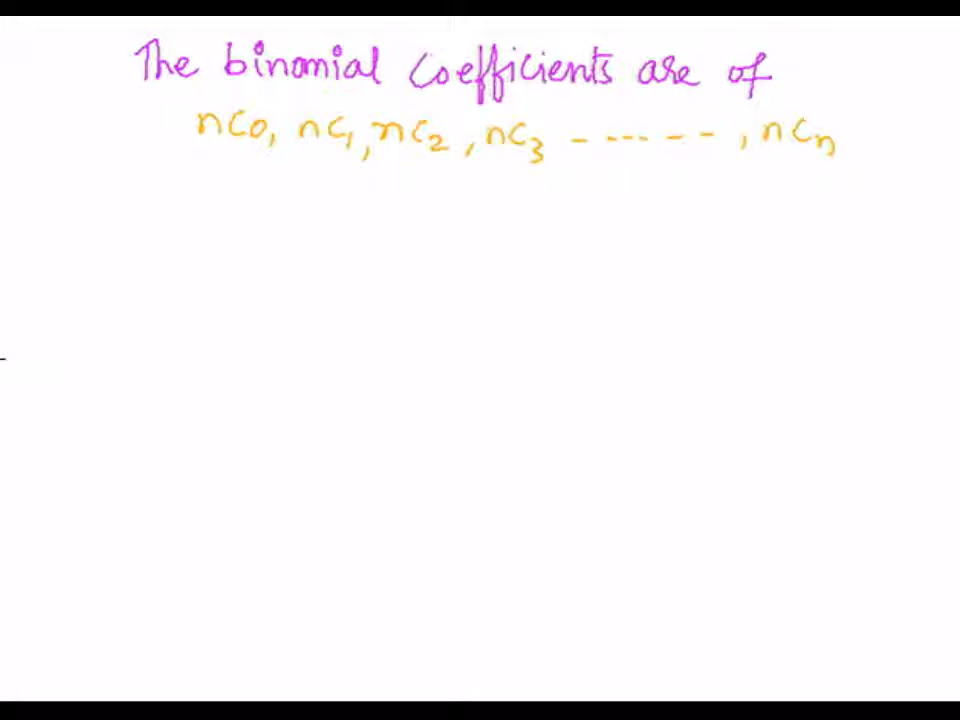 The binomial coefficients are of
nC0, nC₁, nC₂, nC₃ - --- - - , nCₙ